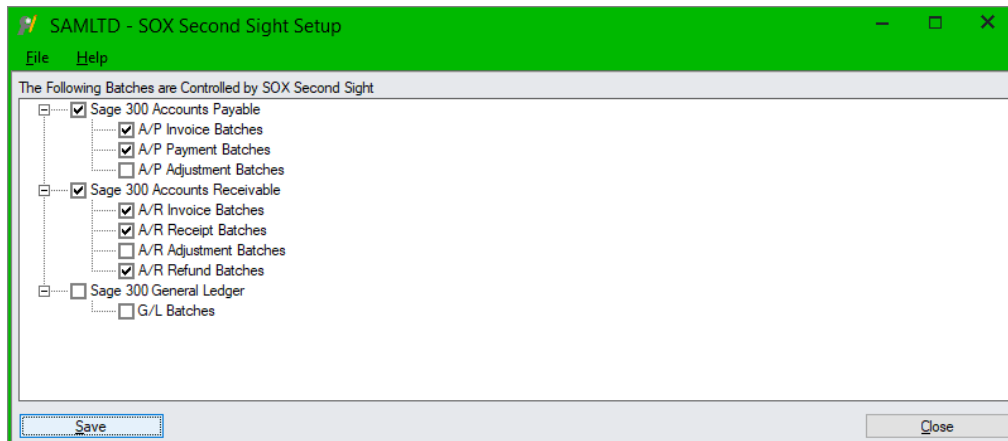 SAMLTD - SOX Second Sight Setup
File Help
The Following Batches are Controlled by SOX Second Sight
Sage 300 Accounts Payable
A/P Invoice Batches
A/P Payment Batches
A/P Adjustment Batches
Sage 300 Accounts Receivable
A/R Invoice Batches
A/R Receipt Batches
A/R Adjustment Batches
A/R Refund Batches
Sage 300 General Ledger
G/L Batches
Save Close